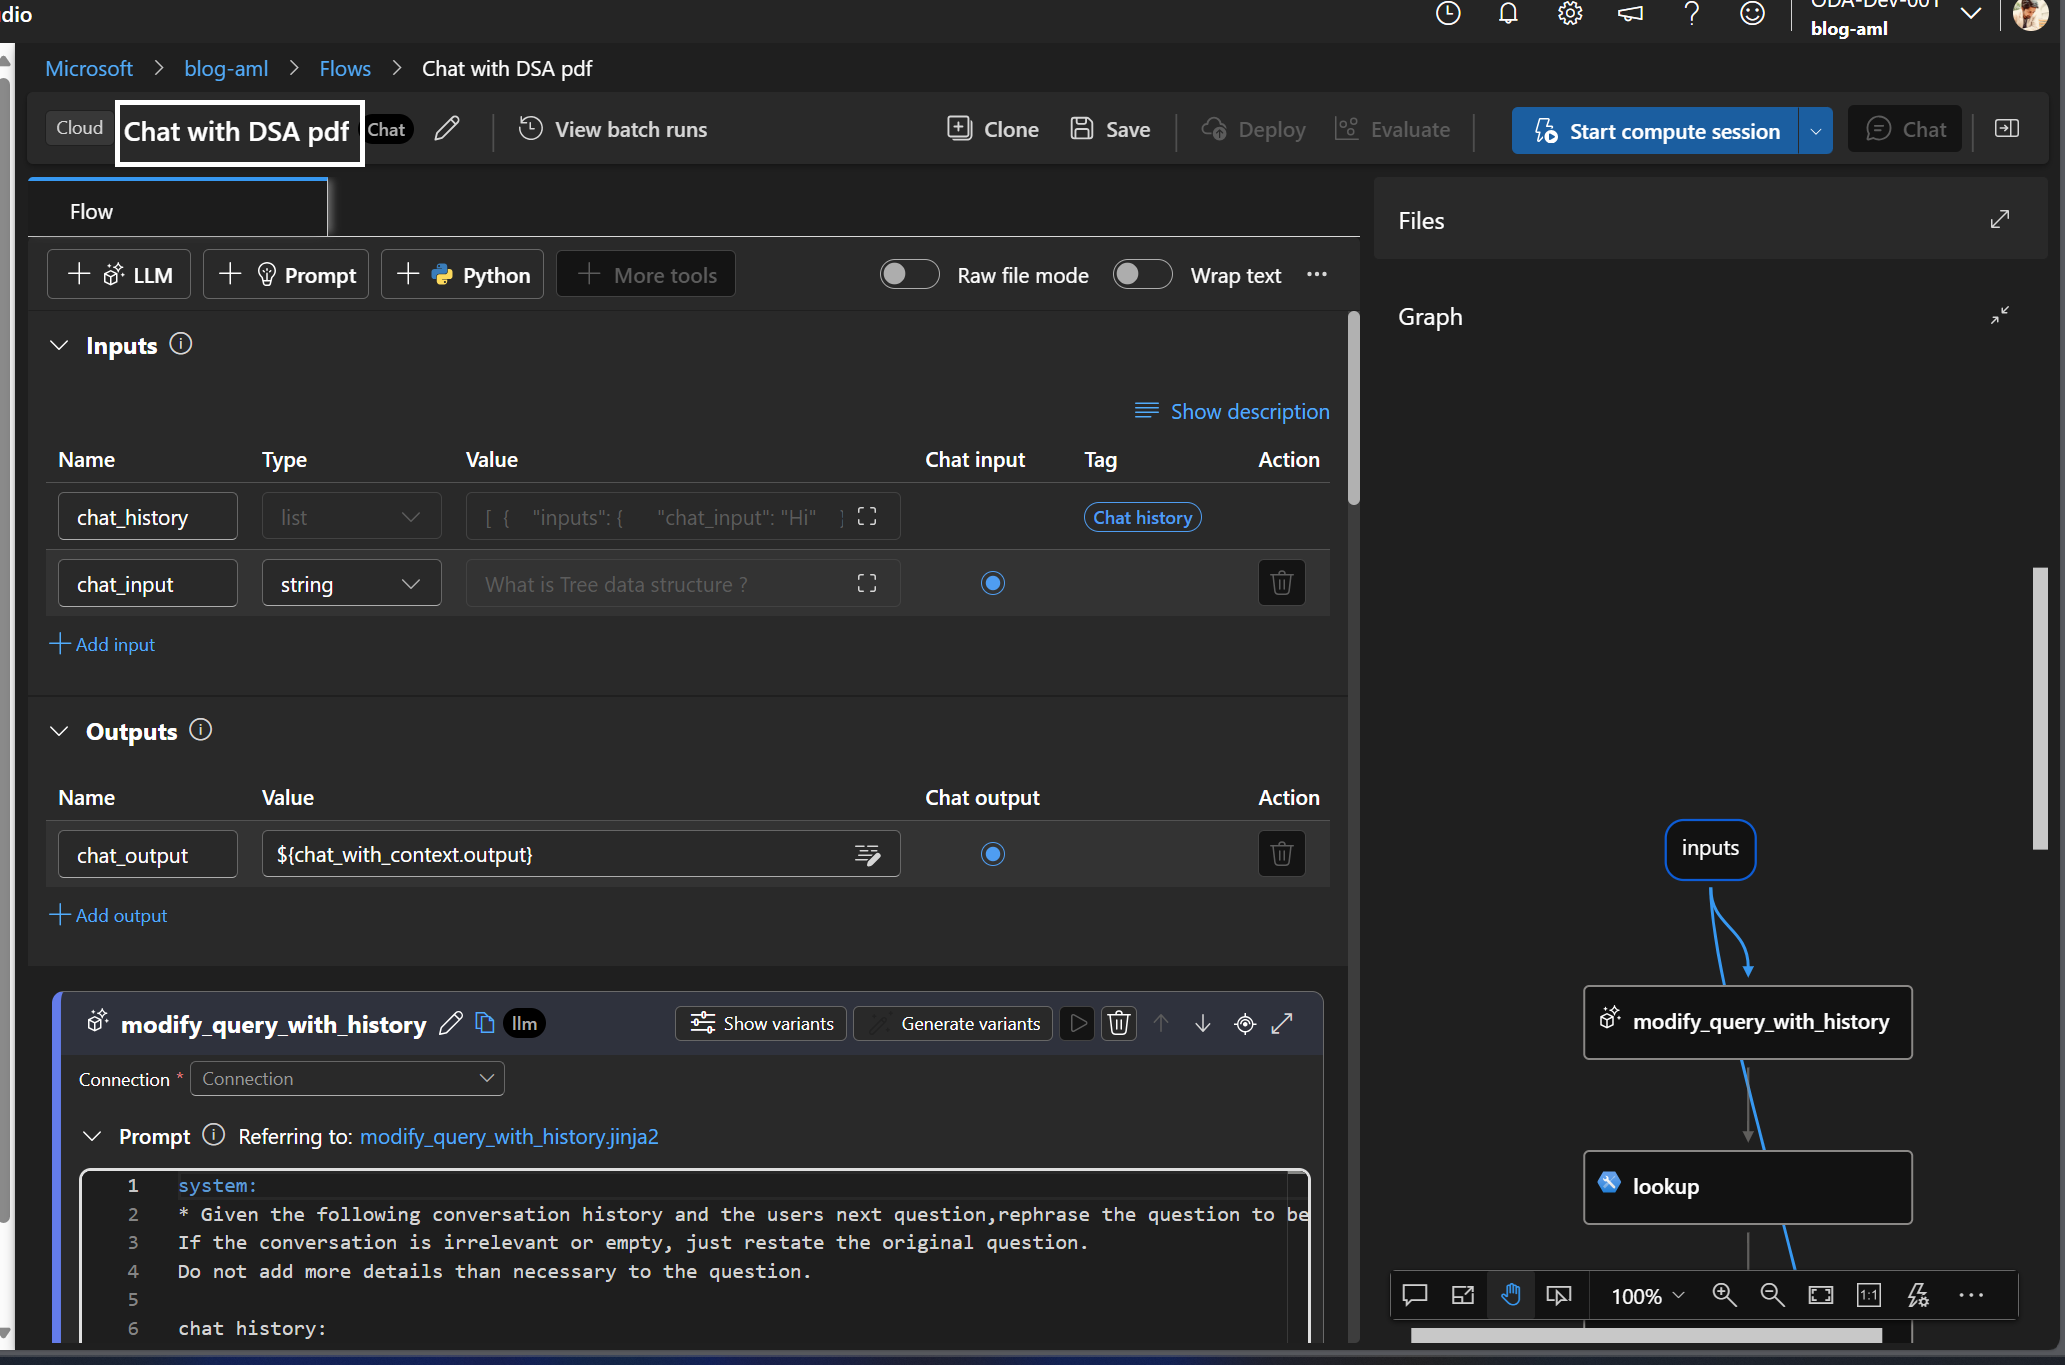 dio
blog-aml
Microsoft > blog-aml > Flows > Chat with DSA pdf
Cloud Chat with DSA pdf Chat View batch runs Clone Save Deploy Evaluate Start compute session Chat
Flow
LLM Prompt Python More tools Raw file mode Wrap text ...
Inputs
Show description
Name Type Value Chat input Tag Action
chat_history list [ { "inputs": { "chat_input": "Hi" } Chat history
chat_input string What is Tree data structure ?
Add input
Outputs
Name Value Chat output Action
chat_output ${chat_with_context.output}
Add output
modify_query_with_history llm Show variants Generate variants
Connection * Connection
Prompt Referring to: modify_query_with_history.jinja2
1 system:
2 * Given the following conversation history and the users next question,rephrase the question to be
3 If the conversation is irrelevant or empty, just restate the original question.
4 Do not add more details than necessary to the question.
5
6 chat history:
Files
Graph
inputs
modify_query_with_history
lookup
100% 1:1 ...